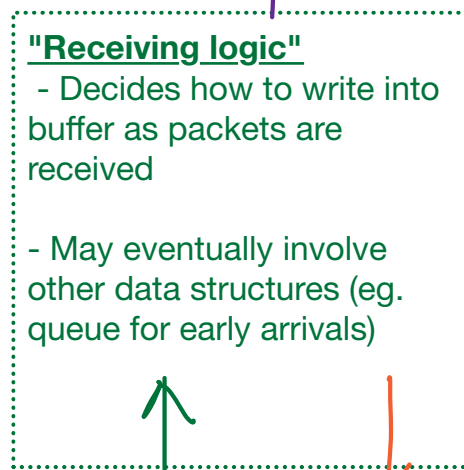 "Receiving logic"
- Decides how to write into
buffer as packets are
received
- May eventually involve
other data structures (eg.
queue for early arrivals)